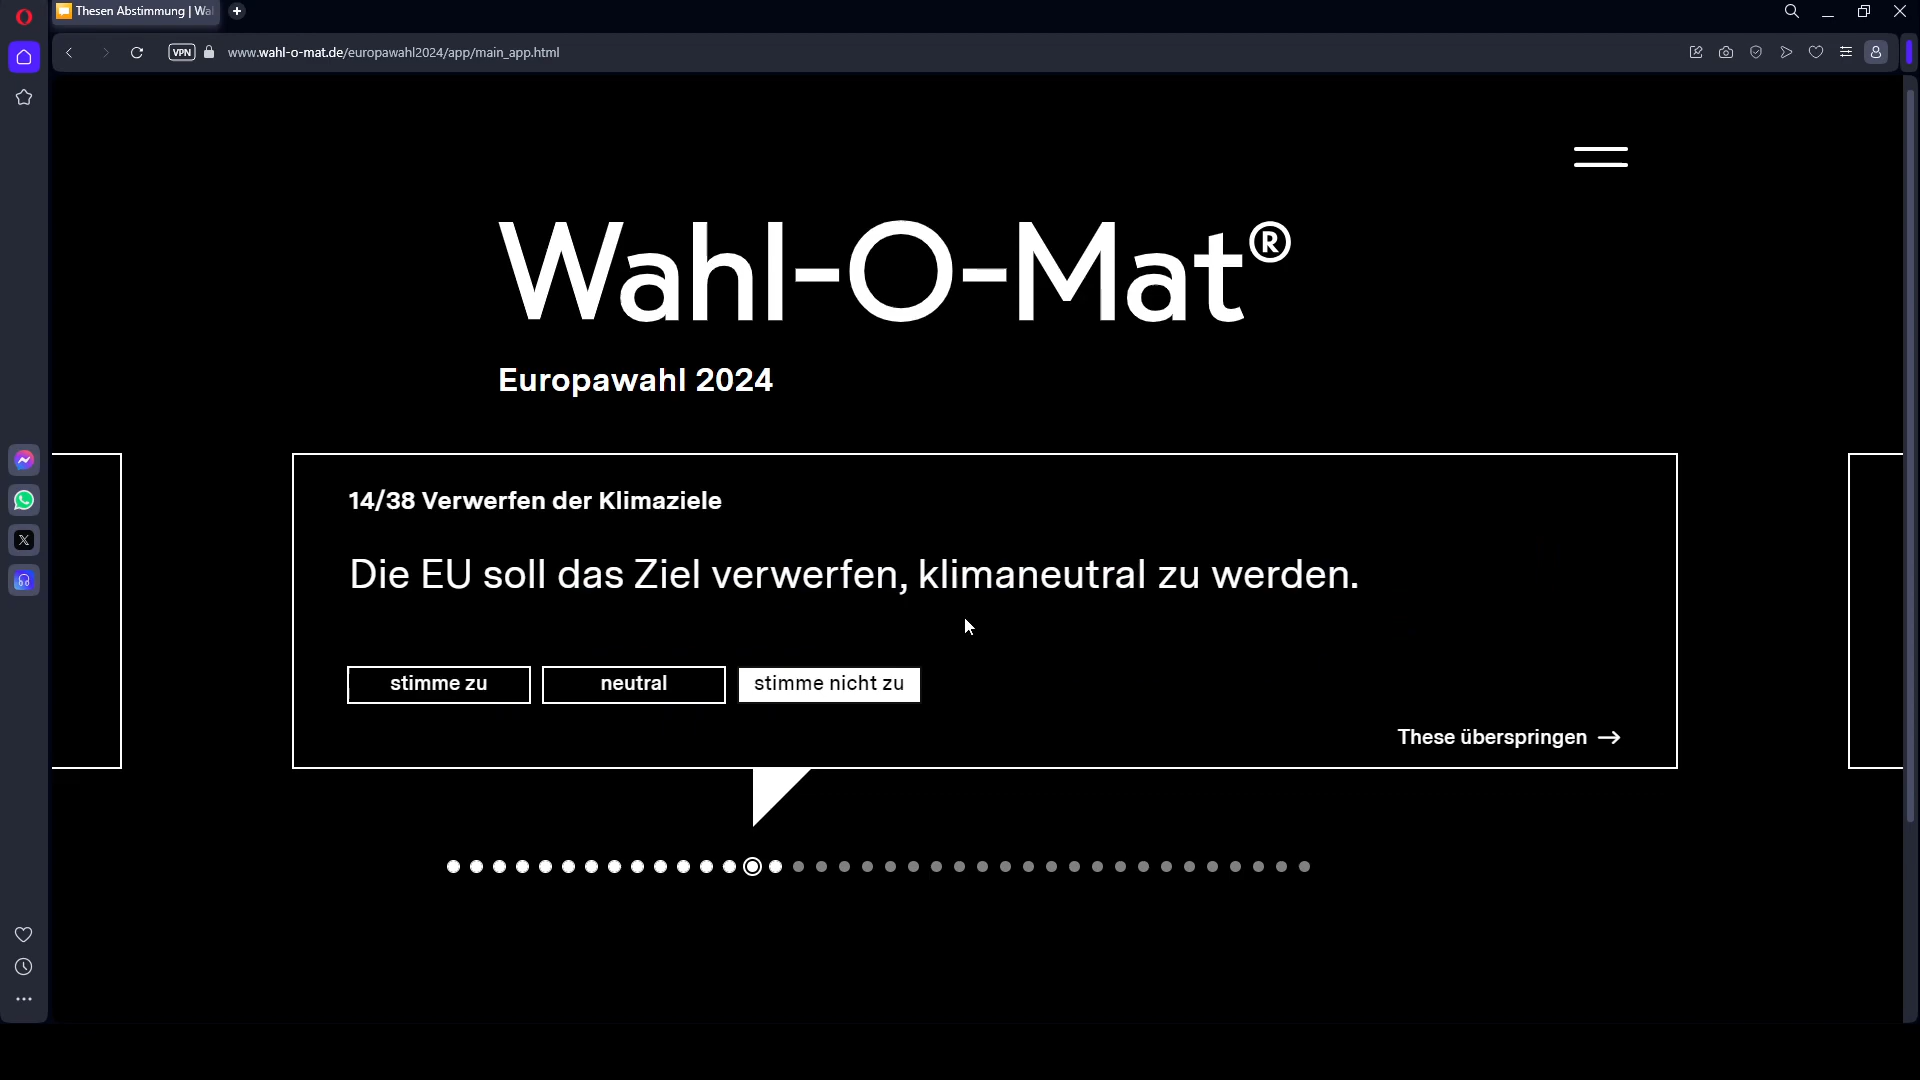 Thesen Abstimmung | Wa
VPN
www.wahl-o-mat.de/europawahl2024/app/main_app.html
Wahl-O-Mat®
Europawahl 2024
14/38 Verwerfen der Klimaziele
Die EU soll das Ziel verwerfen, klimaneutral zu werden.
stimme zu
neutral
stimme nicht zu
These überspringen →